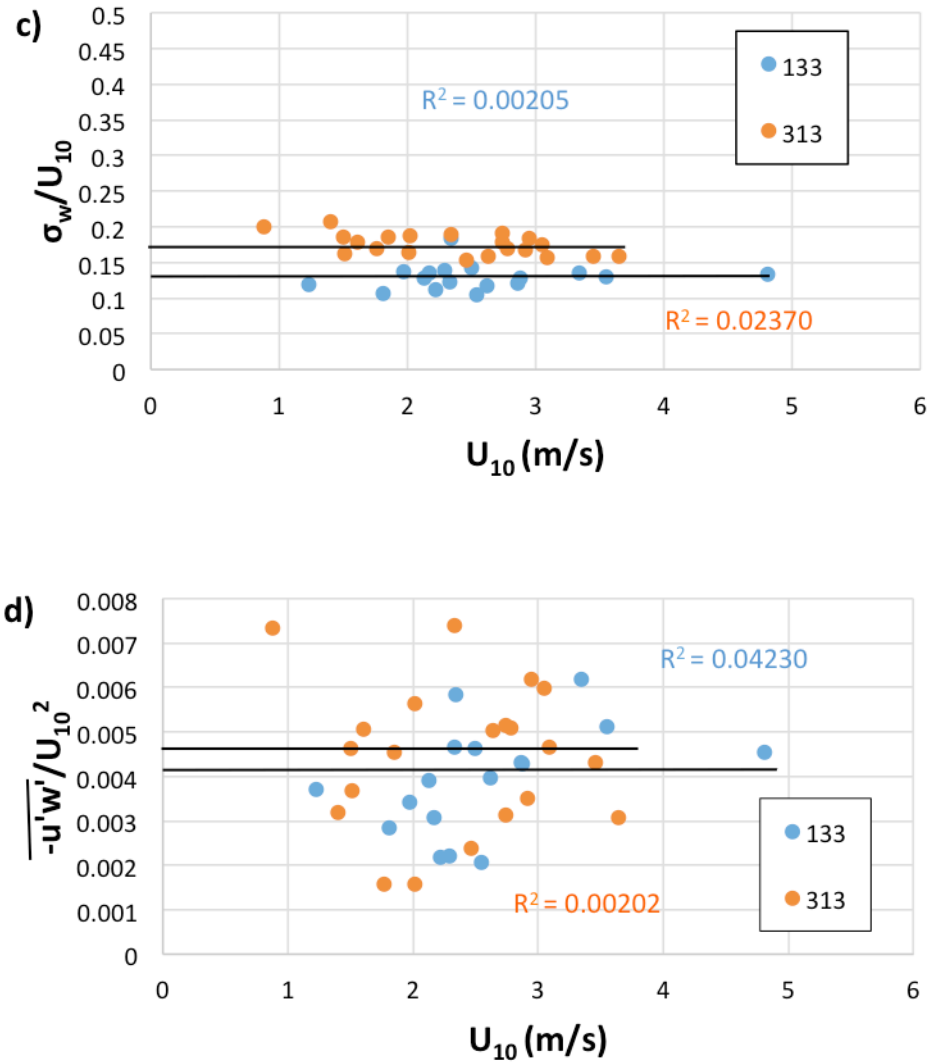 c)
σw/U10
0.5
0.45
0.4
0.35
0.3
0.25
0.2
0.15
0.1
0.05
0
133
313
R² = 0.00205
R² = 0.02370
0 1 2 3 4 5 6
U10 (m/s)
d)
-u'w'/U10²
0.008
0.007
0.006
0.005
0.004
0.003
0.002
0.001
0
R² = 0.04230
133
313
R² = 0.00202
0 1 2 3 4 5 6
U10 (m/s)